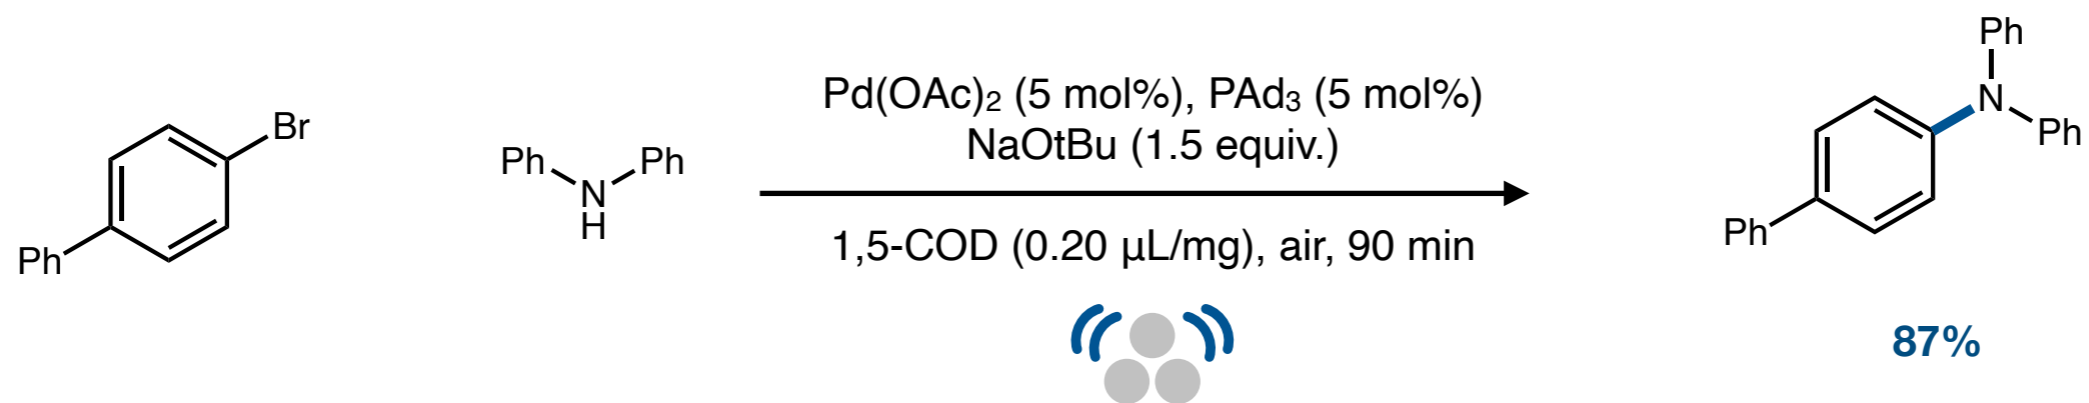 Br
Ph
Ph
Ph
N
H
Pd(OAc)2 (5 mol%), PAd3 (5 mol%)
NaOtBu (1.5 equiv.)
1,5-COD (0.20 μL/mg), air, 90 min
Ph
N
Ph
Ph
87%